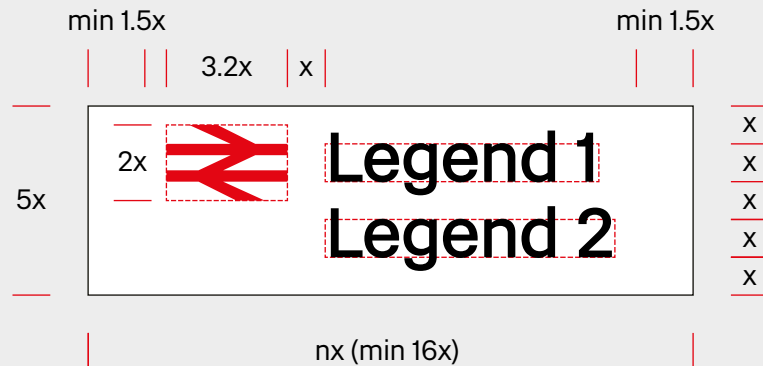 min 1.5x min 1.5x
3.2x x
x
2x Legend 1 x
5x x
Legend 2 x
x
nx (min 16x)